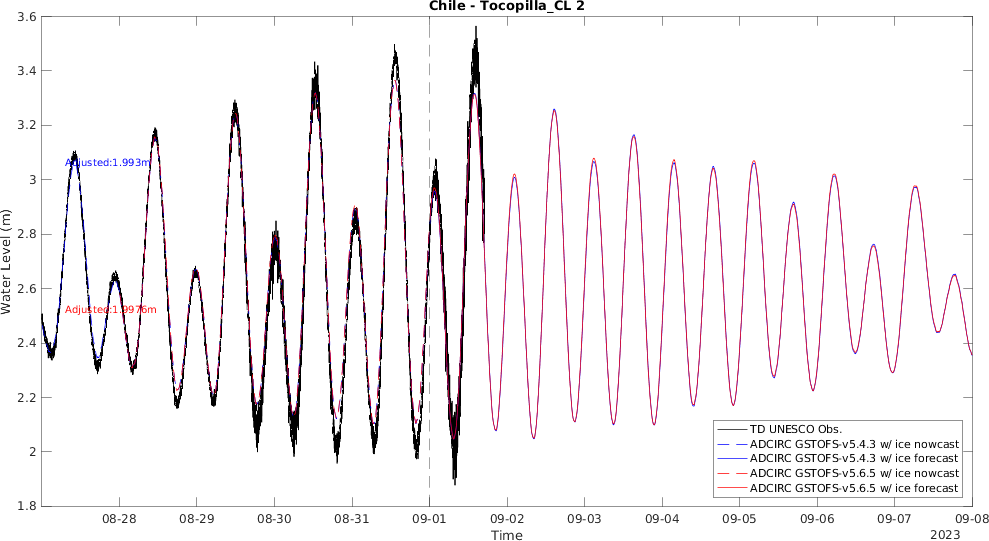 Chile - Tocopilla_CL 2
3.6
3.4
3.2
3
2.8
2.6
2.4
2.2
2
1.8
Water Level (m)
Adjusted:1.993m
Adjusted:1.9976m
TD UNESCO Obs.
ADCIRC GSTOFS-v5.4.3 w/ ice nowcast
ADCIRC GSTOFS-v5.4.3 w/ ice forecast
ADCIRC GSTOFS-v5.6.5 w/ ice nowcast
ADCIRC GSTOFS-v5.6.5 w/ ice forecast
08-28 08-29 08-30 08-31 09-01 09-02 09-03 09-04 09-05 09-06 09-07 09-08
Time
2023